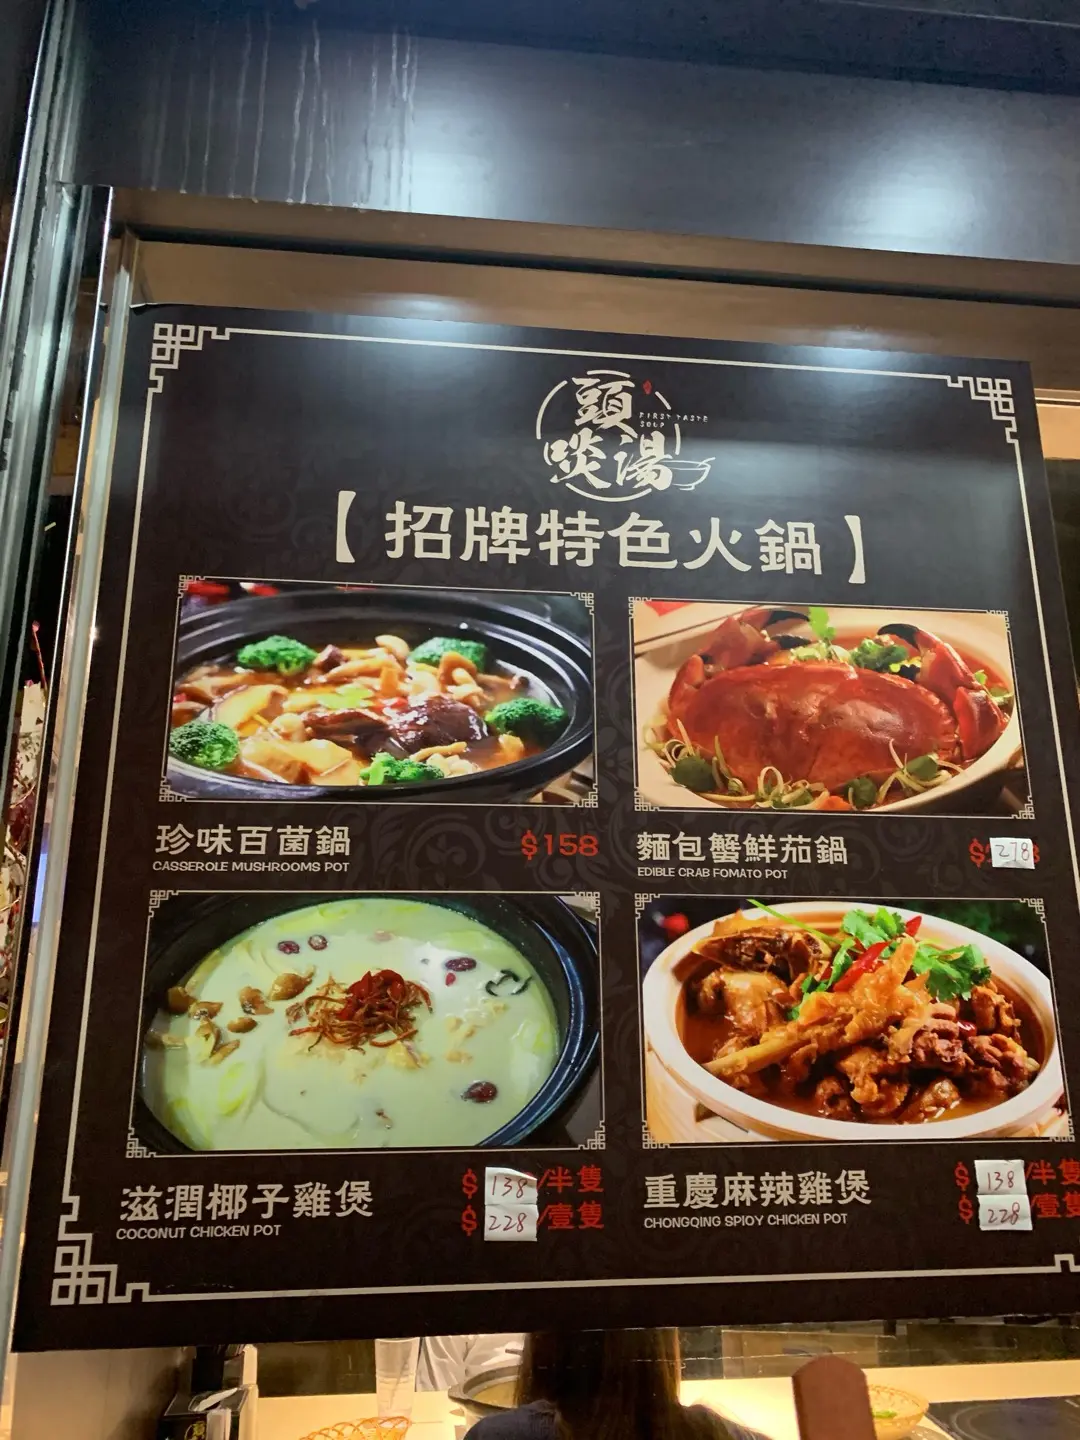 頭啖湯
FIRST TASTE
SOUP
【招牌特色火鍋】
珍味百菌鍋
$158
CASSEROLE MUSHROOMS POT
麵包蟹鮮茄鍋
$278
EDIBLE CRAB FOMATO POT
滋潤椰子雞煲
COCONUT CHICKEN POT
$138/半隻
$228/壹隻
重慶麻辣雞煲
CHONGQING SPIOY CHICKEN POT
$138/半隻
$228/壹隻